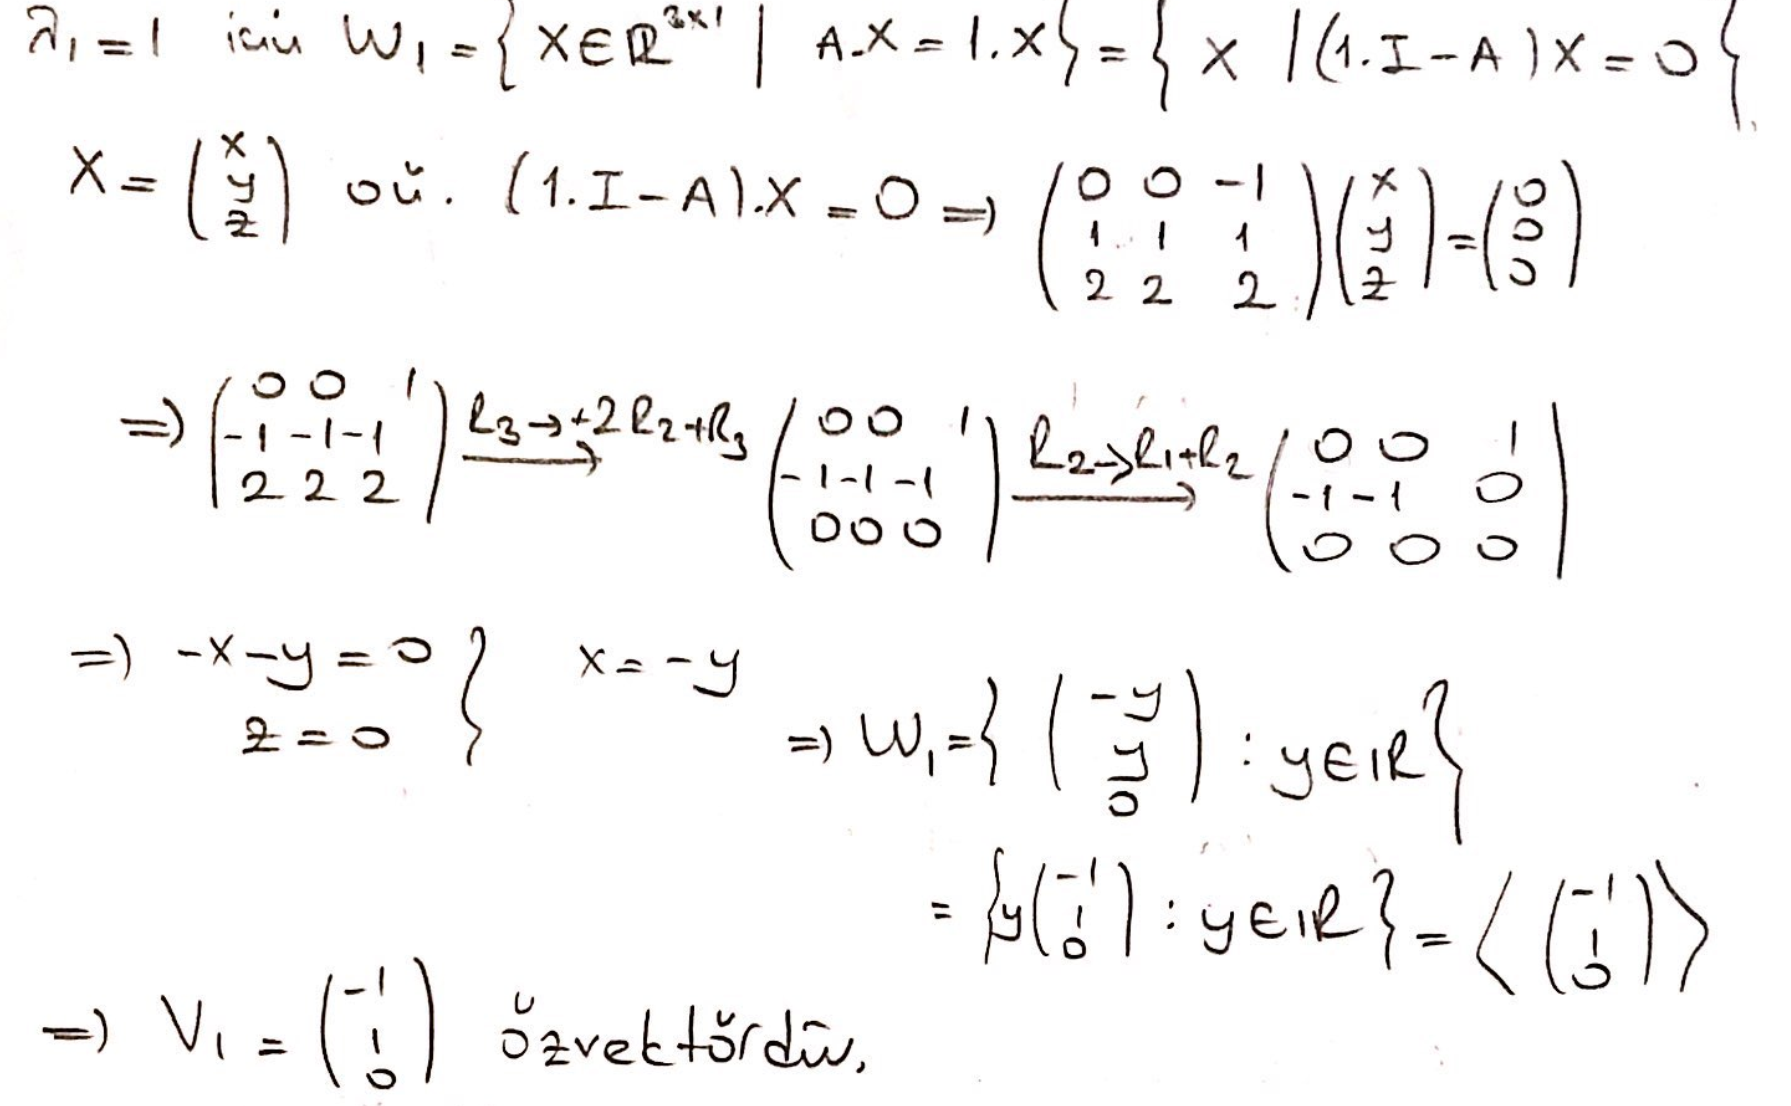 λ₁ = 1 için W₁ = { X ∈ ℝ³ˣ¹ | A.X = 1.X } = { X | (1.I - A)X = 0 }
X = (x y z) oü. (1.I - A).X = 0 ⇒ (0 0 -1 1 1 1 2 2 2)(x y z) = (0 0 0)
⇒ (0 0 1 -1 -1 -1 2 2 2) R₃→+2R₂+R₃ (0 0 1 -1 -1 -1 0 0 0) R₂→R₁+R₂ (0 0 1 -1 -1 0 0 0 0)
⇒ -x - y = 0 z = 0 } x = -y
⇒ W₁ = { (-y y 0) : y ∈ ℝ }
= { y(-1 1 0) : y ∈ ℝ } = ⟨(-1 1 0)⟩
⇒ V₁ = (-1 1 0) özvektördür.